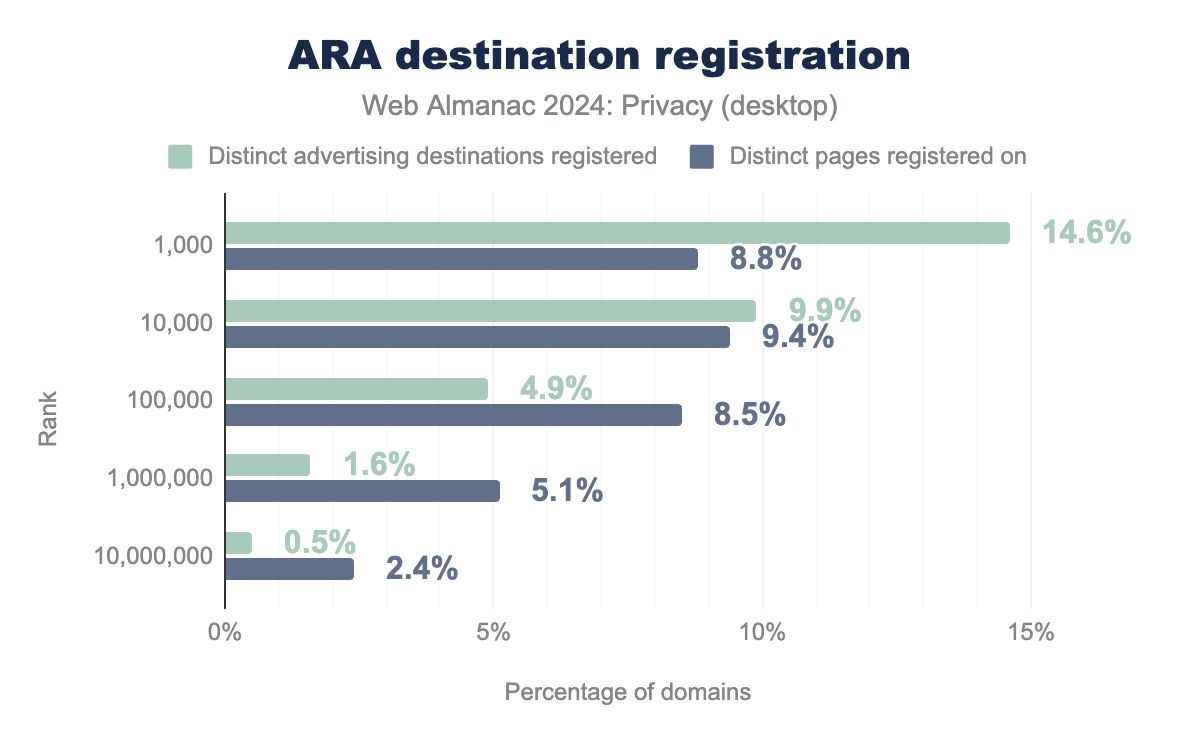 ARA destination registration
Web Almanac 2024: Privacy (desktop)
Distinct advertising destinations registered Distinct pages registered on
1,000 14.6%
8.8%
10,000 9.9%
9.4%
100,000 4.9%
8.5%
1,000,000 1.6%
5.1%
10,000,000 0.5%
2.4%
Rank
0% 5% 10% 15%
Percentage of domains